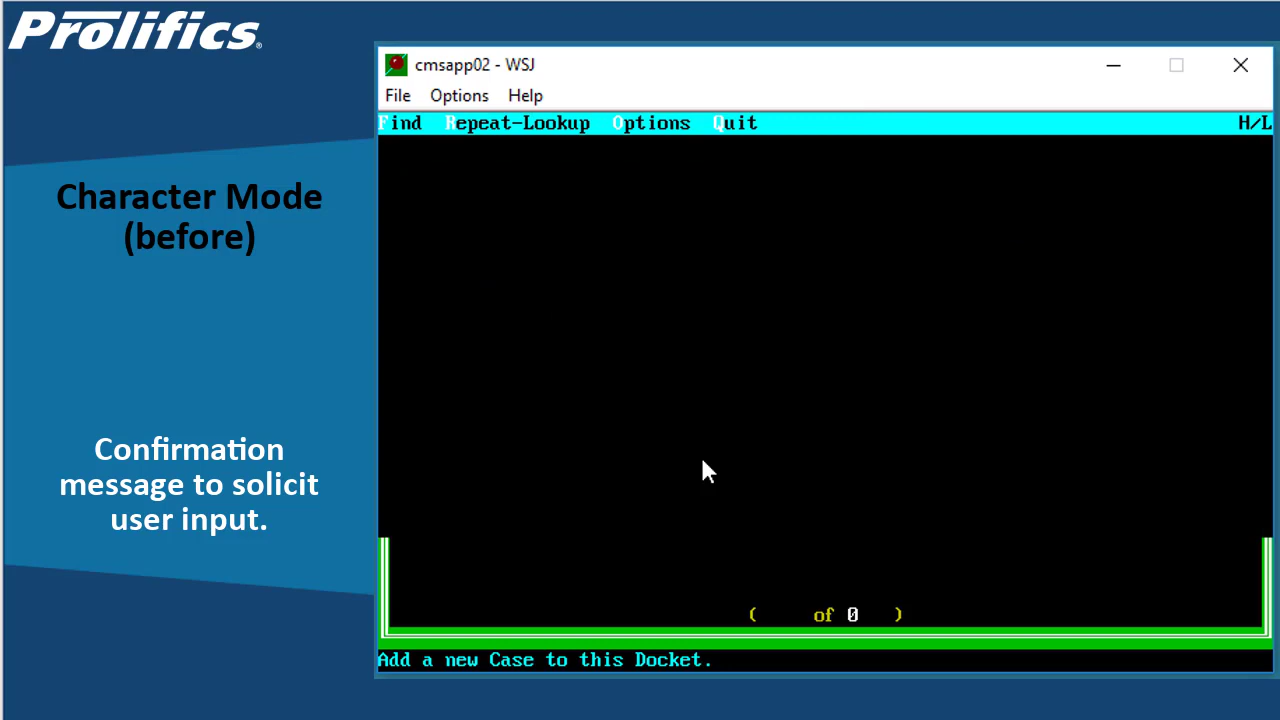 Prolifics®
Character Mode
(before)
Confirmation
message to solicit
user input.
cmsapp02 - WSJ
File Options Help
Find Repeat-Lookup Options Quit H/L
( of 0 )
Add a new Case to this Docket.